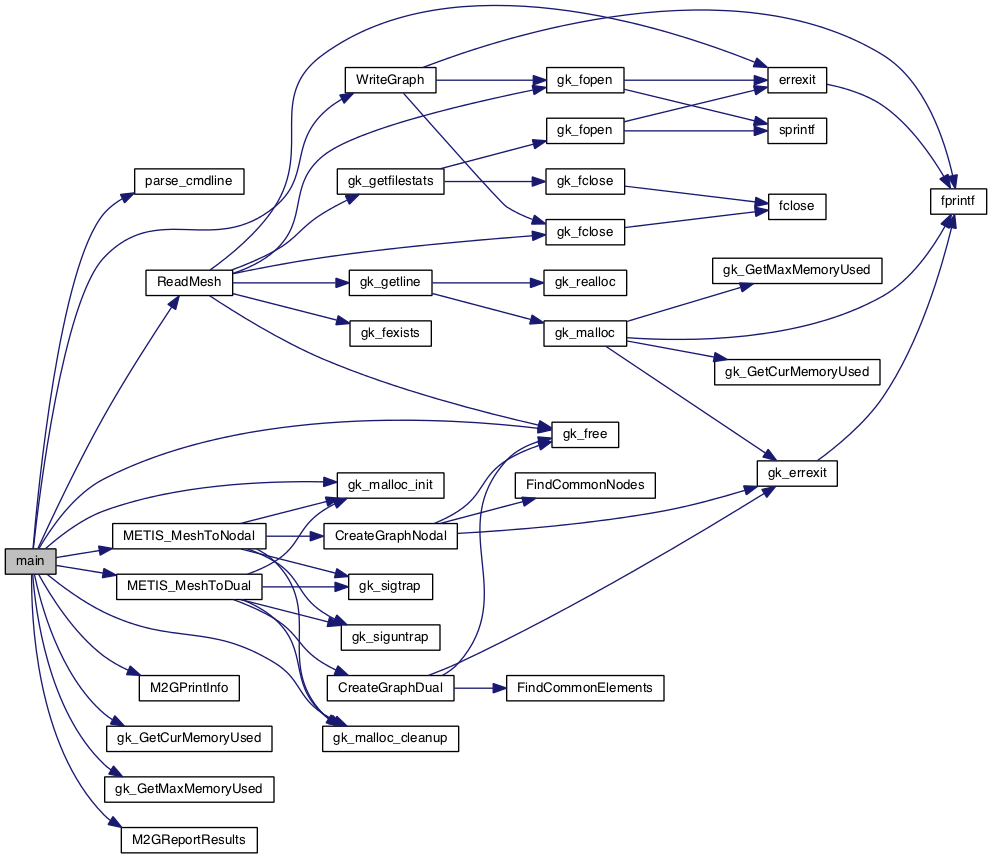 WriteGraph
gk_fopen
errexit
gk_fopen
sprintf
parse_cmdline
gk_getfilestats
gk_fclose
fclose
fprintf
gk_fclose
ReadMesh
gk_getline
gk_realloc
gk_GetMaxMemoryUsed
gk_fexists
gk_malloc
gk_GetCurMemoryUsed
gk_free
gk_errexit
gk_malloc_init
FindCommonNodes
METIS_MeshToNodal
CreateGraphNodal
main
METIS_MeshToDual
gk_sigtrap
gk_siguntrap
M2GPrintInfo
CreateGraphDual
FindCommonElements
gk_GetCurMemoryUsed
gk_malloc_cleanup
gk_GetMaxMemoryUsed
M2GReportResults